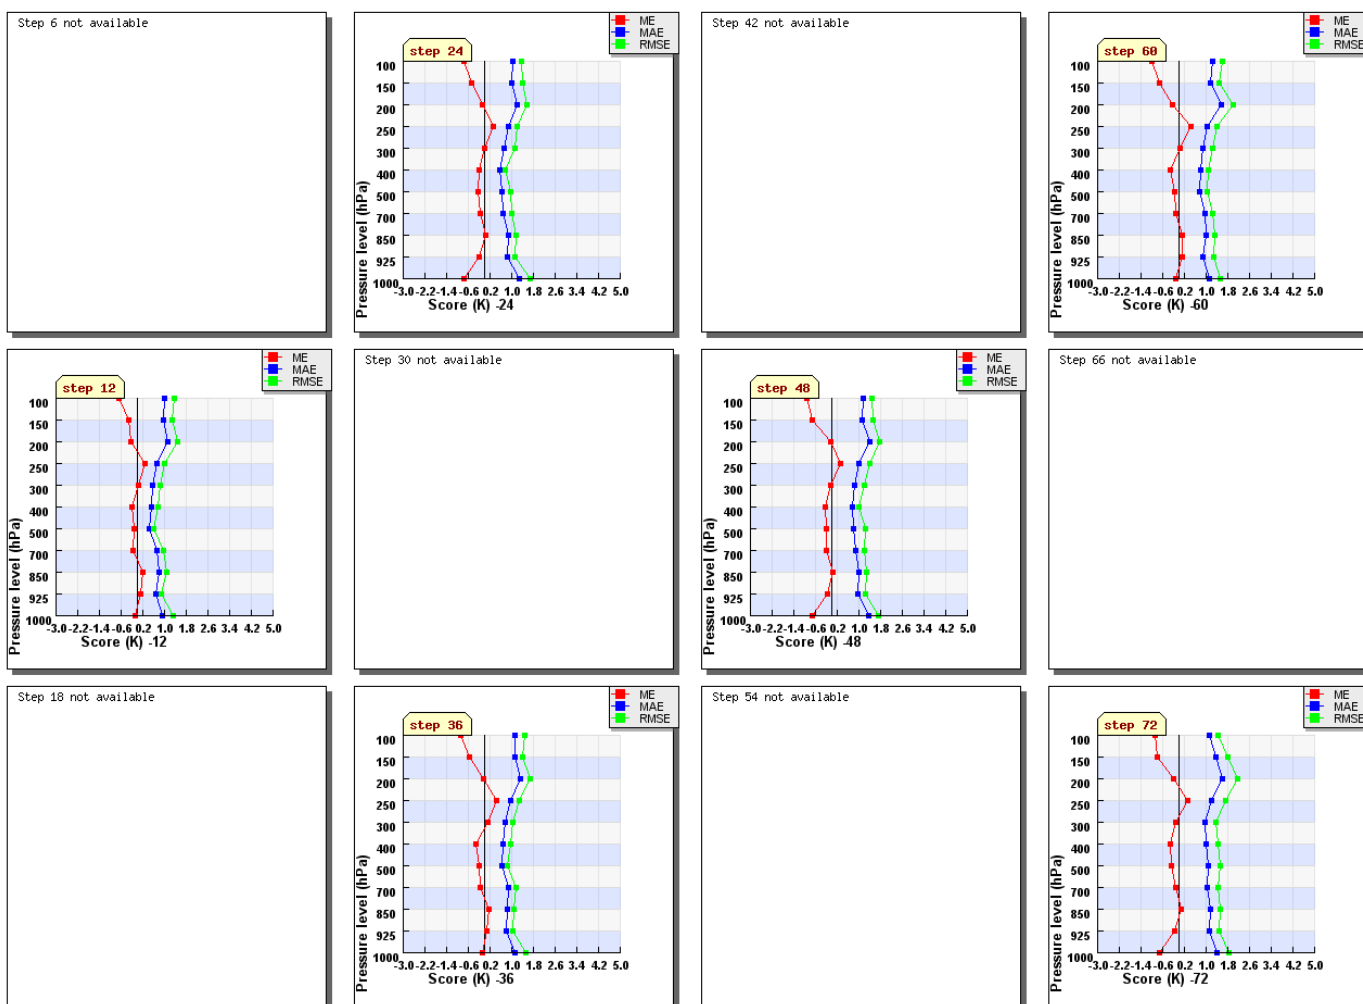 Step 6 not available
ME
MAE
RMSE
step 24
100
150
200
250
300
400
500
700
850
925
1000
Pressure level (hPa)
-3.0 -2.2 -1.4 -0.6 0.2 1.0 1.8 2.6 3.4 4.2 5.0
Score (K) -24
Step 42 not available
ME
MAE
RMSE
step 60
100
150
200
250
300
400
500
700
850
925
1000
Pressure level (hPa)
-3.0 -2.2 -1.4 -0.6 0.2 1.0 1.8 2.6 3.4 4.2 5.0
Score (K) -60
ME
MAE
RMSE
step 12
100
150
200
250
300
400
500
700
850
925
1000
Pressure level (hPa)
-3.0 -2.2 -1.4 -0.6 0.2 1.0 1.8 2.6 3.4 4.2 5.0
Score (K) -12
Step 30 not available
ME
MAE
RMSE
step 48
100
150
200
250
300
400
500
700
850
925
1000
Pressure level (hPa)
-3.0 -2.2 -1.4 -0.6 0.2 1.0 1.8 2.6 3.4 4.2 5.0
Score (K) -48
Step 66 not available
Step 18 not available
ME
MAE
RMSE
step 36
100
150
200
250
300
400
500
700
850
925
1000
Pressure level (hPa)
-3.0 -2.2 -1.4 -0.6 0.2 1.0 1.8 2.6 3.4 4.2 5.0
Score (K) -36
Step 54 not available
ME
MAE
RMSE
step 72
100
150
200
250
300
400
500
700
850
925
1000
Pressure level (hPa)
-3.0 -2.2 -1.4 -0.6 0.2 1.0 1.8 2.6 3.4 4.2 5.0
Score (K) -72